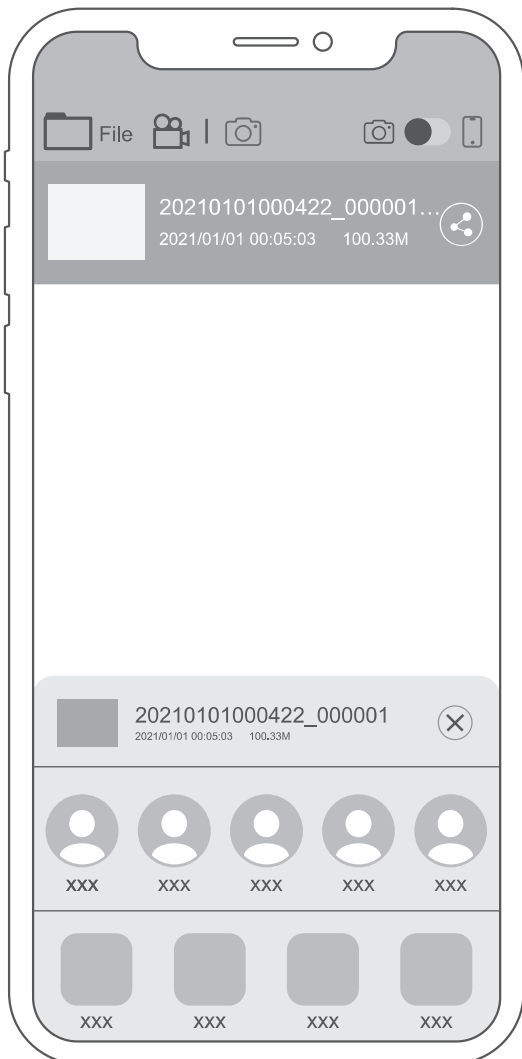 File
20210101000422_000001...
2021/01/01 00:05:03 100.33M
20210101000422_000001
2021/01/01 00:05:03 100.33M
xxx xxx xxx xxx xxx
xxx xxx xxx xxx